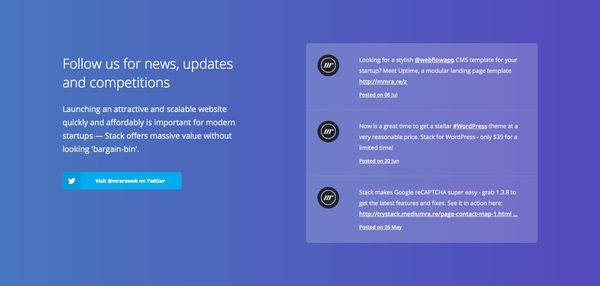 Follow us for news, updates
and competitions
Launching an attractive and scalable website
quickly and affordably is important for modern
startups — Stack offers massive value without
looking 'bargain-bin'.
Visit @mrareweb on Twitter
Looking for a stylish @webflowapp CMS template for your
startup? Meet Uptime, a modular landing page template
http://mmra.re/z
Posted on 06 Jul
Now is a great time to get a stellar #WordPress theme at a
very reasonable price. Stack for WordPress - only $39 for a
limited time!
Posted on 20 Jun
Stack makes Google reCAPTCHA super easy - grab 1.3.8 to
get the latest features and fixes. See it in action here:
http://trystack.mediumra.re/page-contact-map-1.html ...
Posted on 26 May